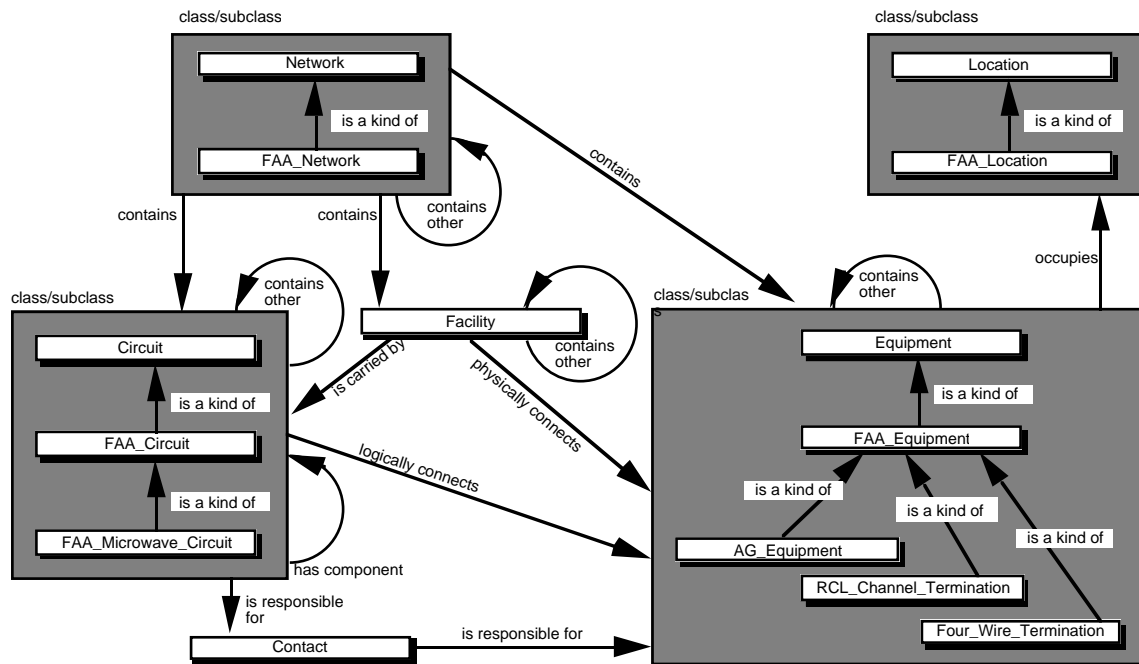 class/subclass
class/subclass
Network
Location
is a kind of
is a kind of
FAA_Network
FAA_Location
contains
contains
contains
contains
other
occupies
class/subclass
contains
other
contains
other
class/subclas
s
Facility
contains
other
Circuit
Equipment
is carried by
physically connects
is a kind of
is a kind of
FAA_Circuit
FAA_Equipment
logically connects
is a kind of
is a kind of
is a kind of
is a kind of
FAA_Microwave_Circuit
AG_Equipment
has component
RCL_Channel_Termination
is responsible
for
Four_Wire_Termination
Contact
is responsible for